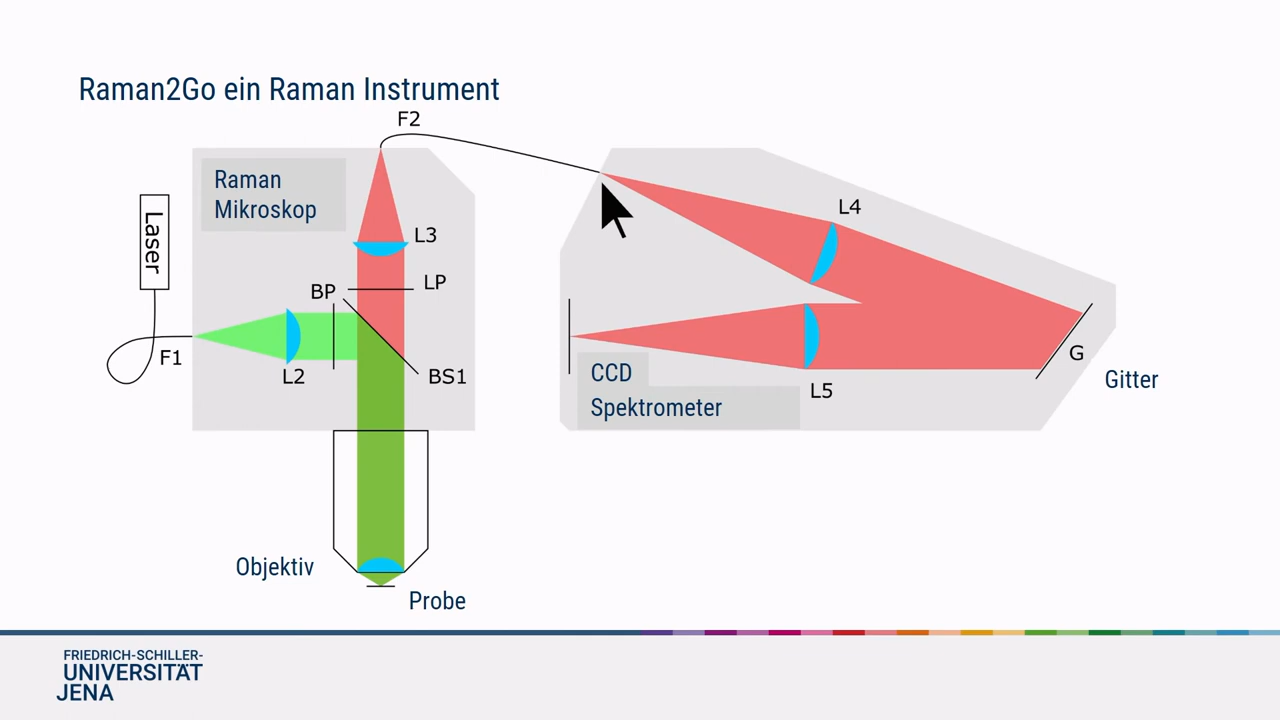 Raman2Go ein Raman Instrument
F2
Raman
Mikroskop
Laser
L3
LP
BP
F1
L2
BS1
L4
G
Gitter
CCD
Spektrometer
L5
Objektiv
Probe
FRIEDRICH-SCHILLER-
UNIVERSITÄT
JENA